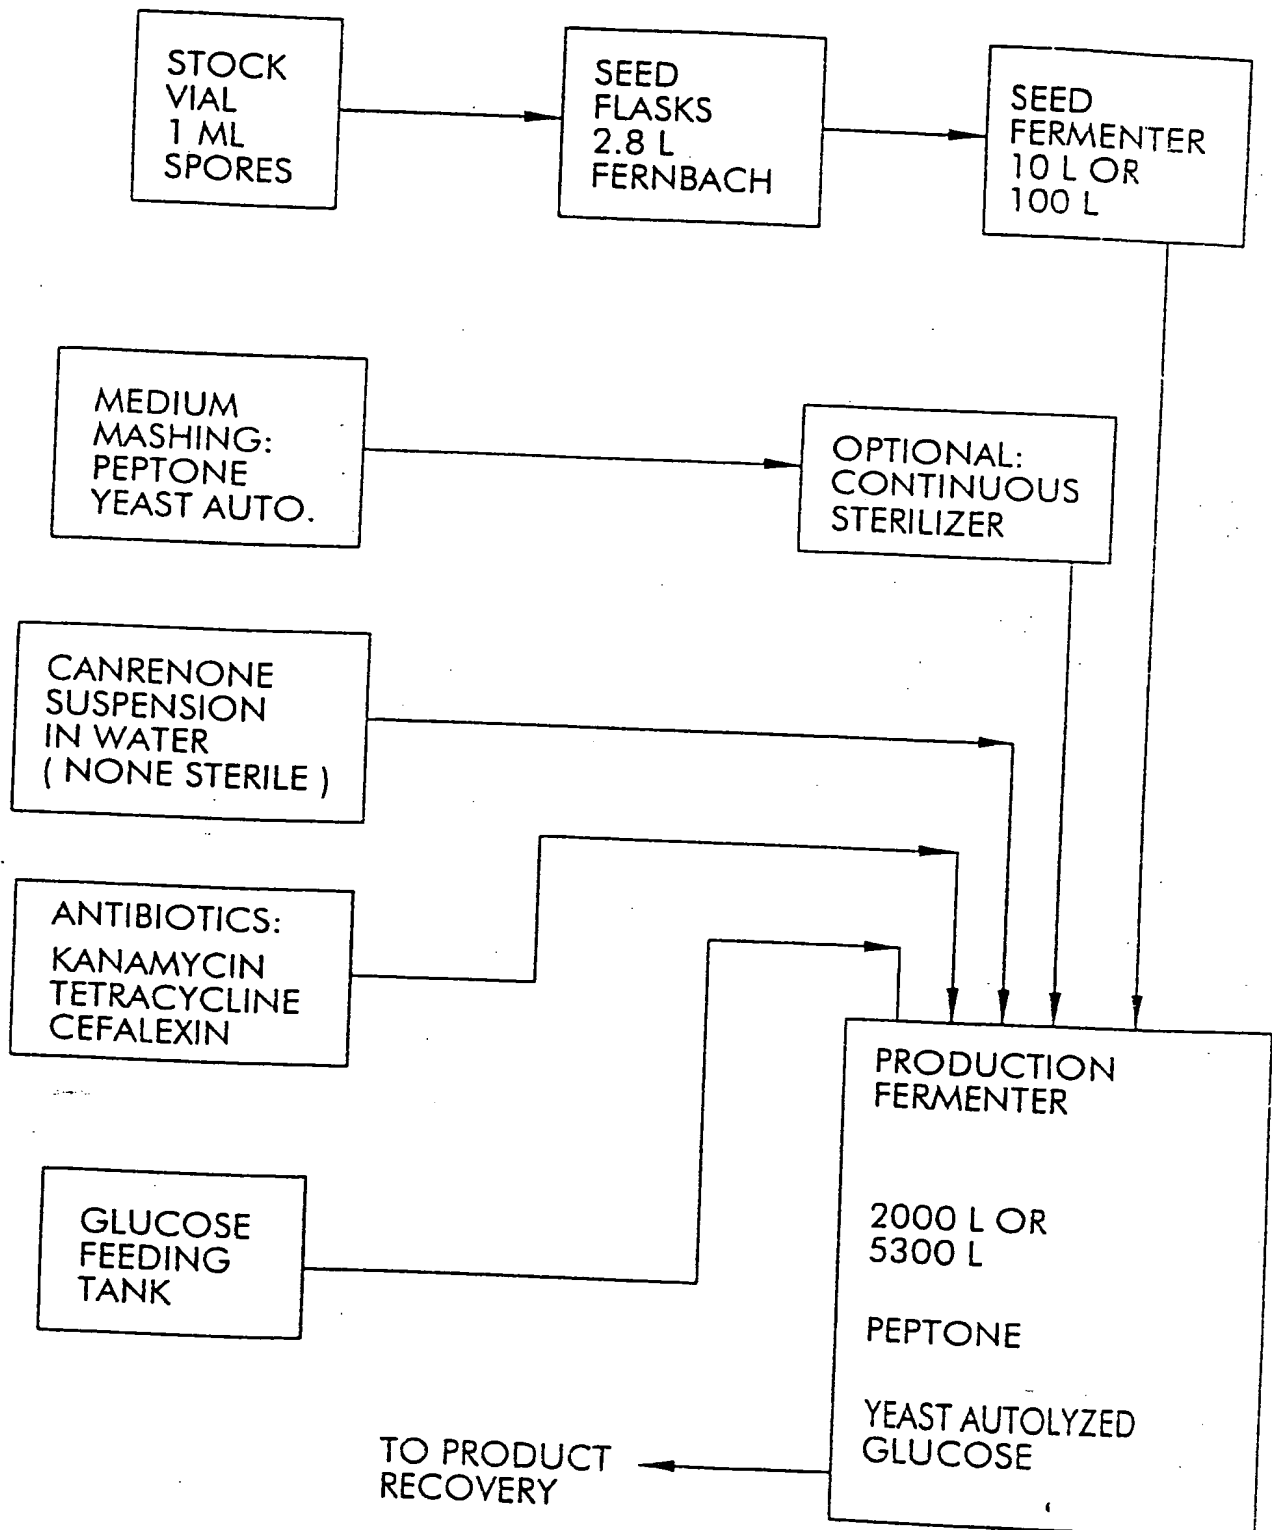 STOCK
VIAL
1 ML
SPORES
SEED
FLASKS
2.8 L
FERNBACH
SEED
FERMENTER
10 L OR
100 L
MEDIUM
MASHING:
PEPTONE
YEAST AUTO.
OPTIONAL:
CONTINUOUS
STERILIZER
CANRENONE
SUSPENSION
IN WATER
( NONE STERILE )
ANTIBIOTICS:
KANAMYCIN
TETRACYCLINE
CEFALEXIN
GLUCOSE
FEEDING
TANK
PRODUCTION
FERMENTER
2000 L OR
5300 L
PEPTONE
YEAST AUTOLYZED
GLUCOSE
TO PRODUCT
RECOVERY